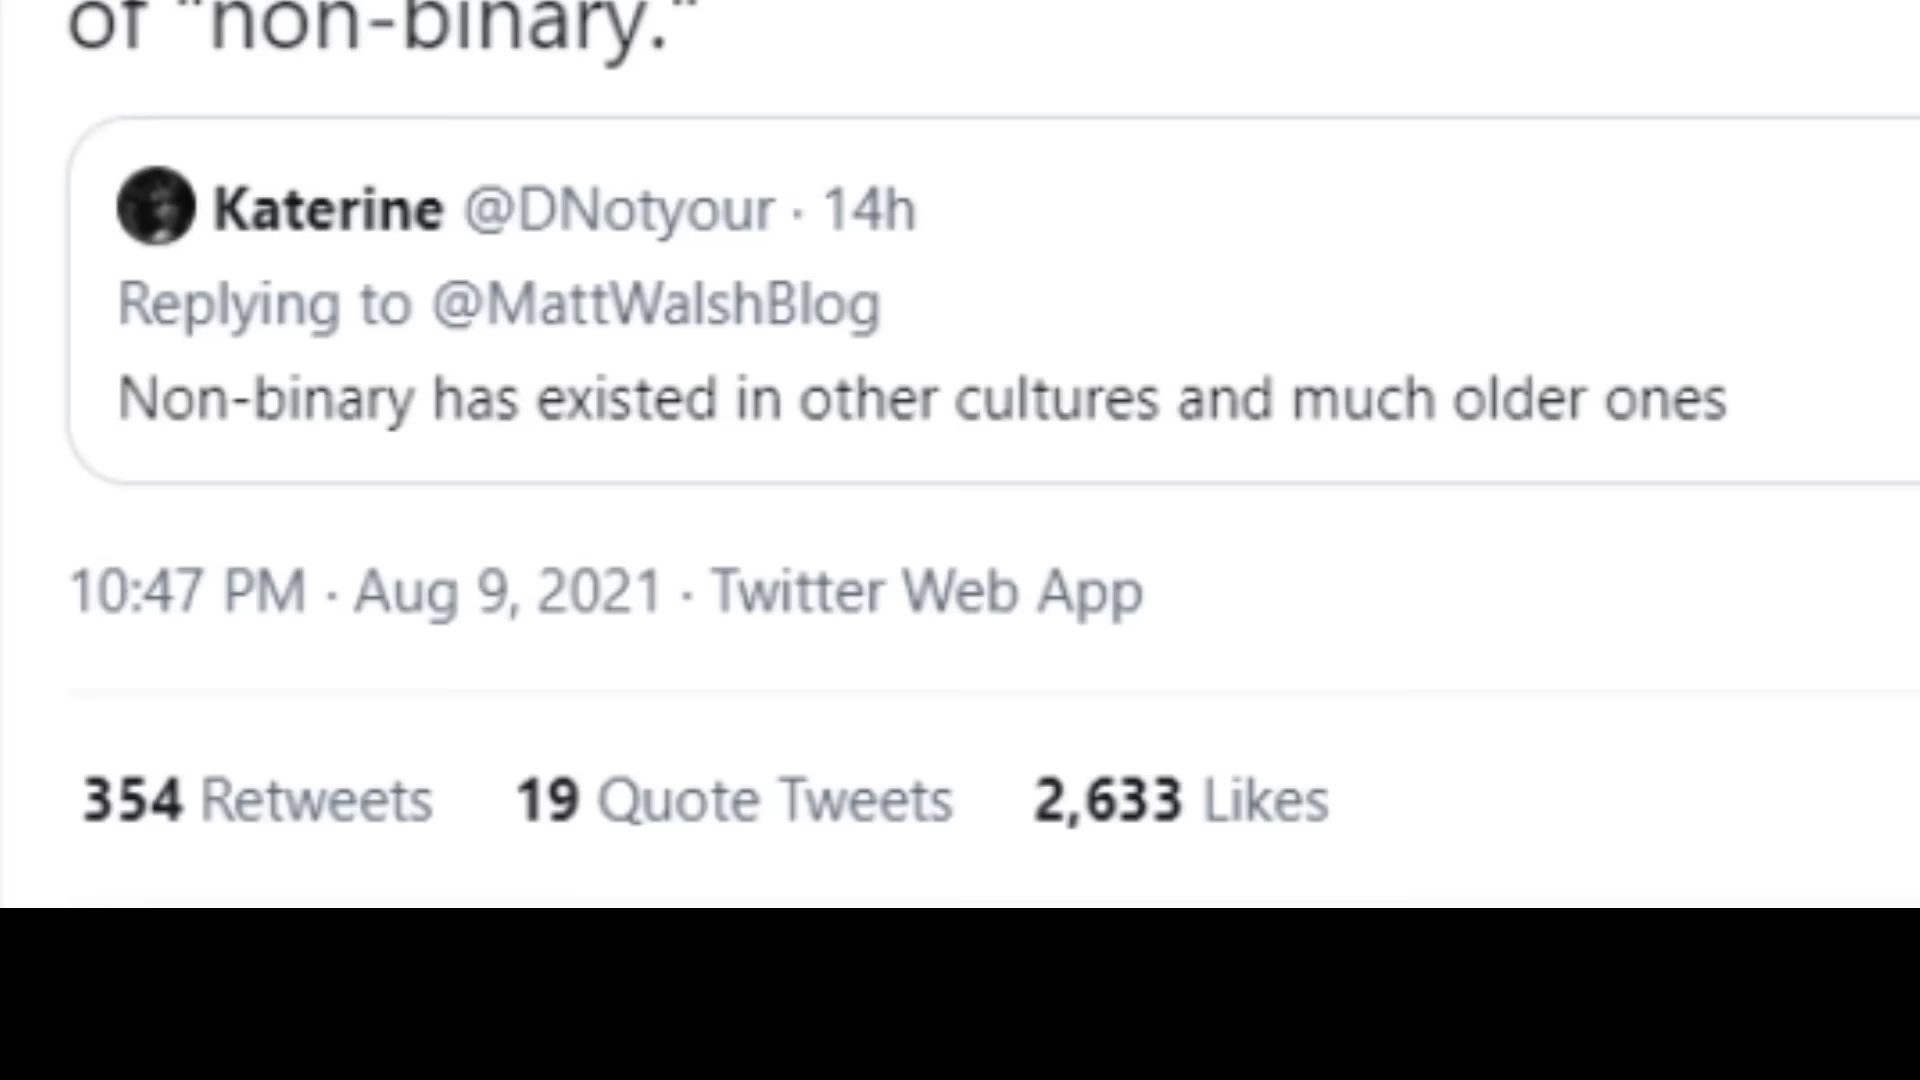 of "non-binary."
Katerine @DNotyour · 14h
Replying to @MattWalshBlog
Non-binary has existed in other cultures and much older ones
10:47 PM · Aug 9, 2021 · Twitter Web App
354 Retweets 19 Quote Tweets 2,633 Likes